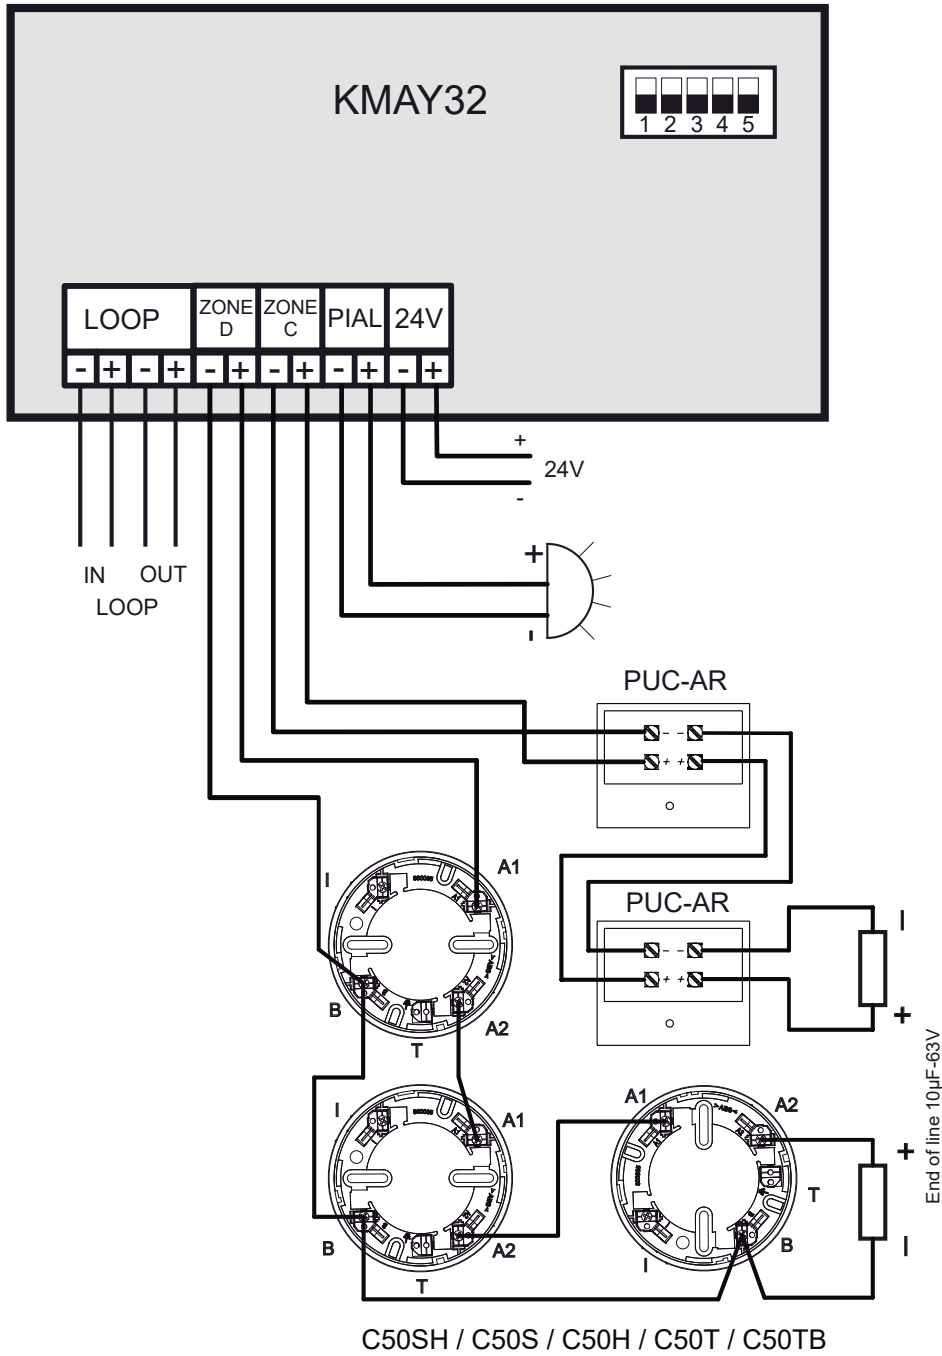 KMAY32
1 2 3 4 5
LOOP
ZONE D
ZONE C
PIAL
24V
- + - + - + - + - + - +
+
24V
-
IN OUT
LOOP
+
-
PUC-AR
- -
+ +
PUC-AR
- -
+ +
-
+
I
A1
B
T
A2
I
A1
B
T
A2
A1
A2
T
B
I
+
-
End of line 10µF-63V
C50SH / C50S / C50H / C50T / C50TB